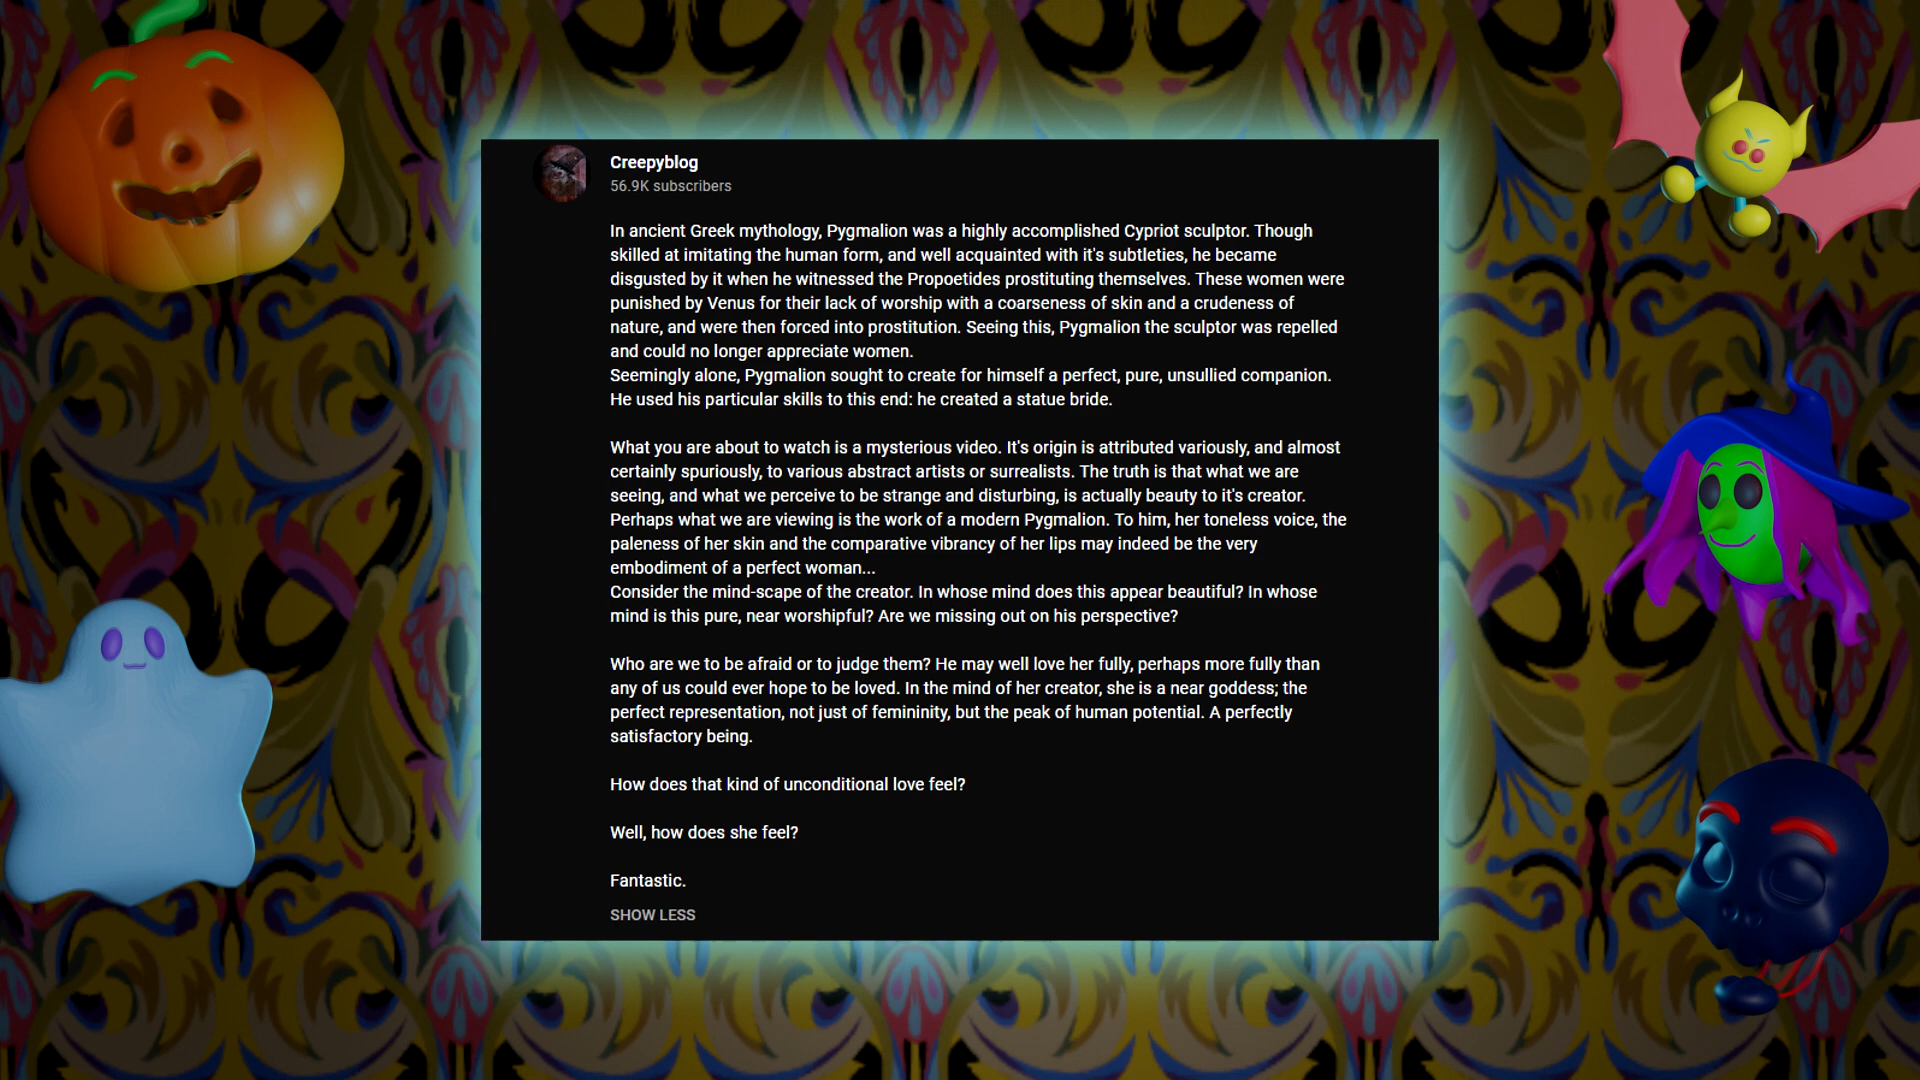 Creepyblog
56.9K subscribers
In ancient Greek mythology, Pygmalion was a highly accomplished Cypriot sculptor. Though
skilled at imitating the human form, and well acquainted with it's subtleties, he became
disgusted by it when he witnessed the Propoetides prostituting themselves. These women were
punished by Venus for their lack of worship with a coarseness of skin and a crudeness of
nature, and were then forced into prostitution. Seeing this, Pygmalion the sculptor was repelled
and could no longer appreciate women.
Seemingly alone, Pygmalion sought to create for himself a perfect, pure, unsullied companion.
He used his particular skills to this end: he created a statue bride.
What you are about to watch is a mysterious video. It's origin is attributed variously, and almost
certainly spuriously, to various abstract artists or surrealists. The truth is that what we are
seeing, and what we perceive to be strange and disturbing, is actually beauty to it's creator.
Perhaps what we are viewing is the work of a modern Pygmalion. To him, her toneless voice, the
paleness of her skin and the comparative vibrancy of her lips may indeed be the very
embodiment of a perfect woman...
Consider the mind-scape of the creator. In whose mind does this appear beautiful? In whose
mind is this pure, near worshipful? Are we missing out on his perspective?
Who are we to be afraid or to judge them? He may well love her fully, perhaps more fully than
any of us could ever hope to be loved. In the mind of her creator, she is a near goddess; the
perfect representation, not just of femininity, but the peak of human potential. A perfectly
satisfactory being.
How does that kind of unconditional love feel?
Well, how does she feel?
Fantastic.
SHOW LESS